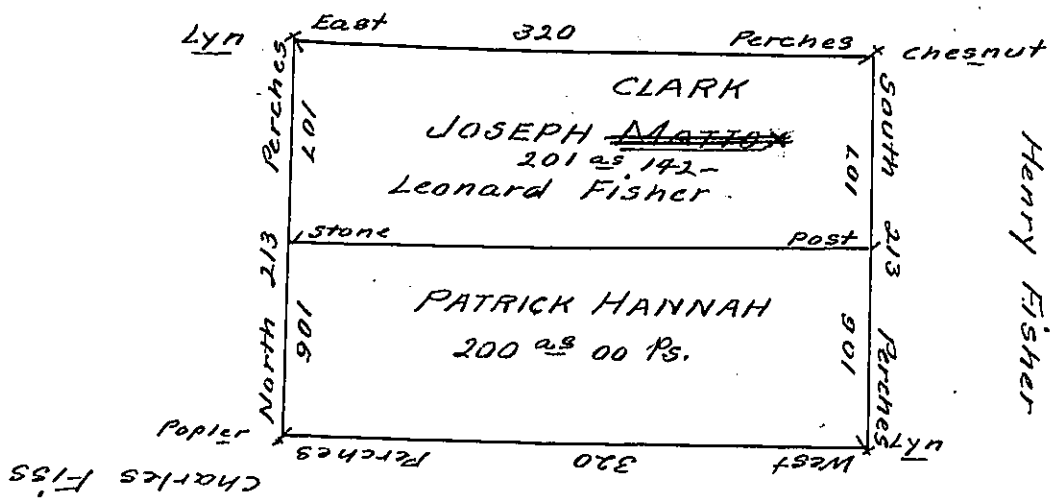 Lyn East 320 Perches Chesnut
CLARK
JOSEPH MATTOX
201 as. 142-
Leonard Fisher
Stone Post
PATRICK HANNAH
200 as 00 Ps.
North 213 Perches
107
106
South 213 Perches
107
106
Henry Fisher
Popler
West 320 Perches
Lyn
Charles Fiss